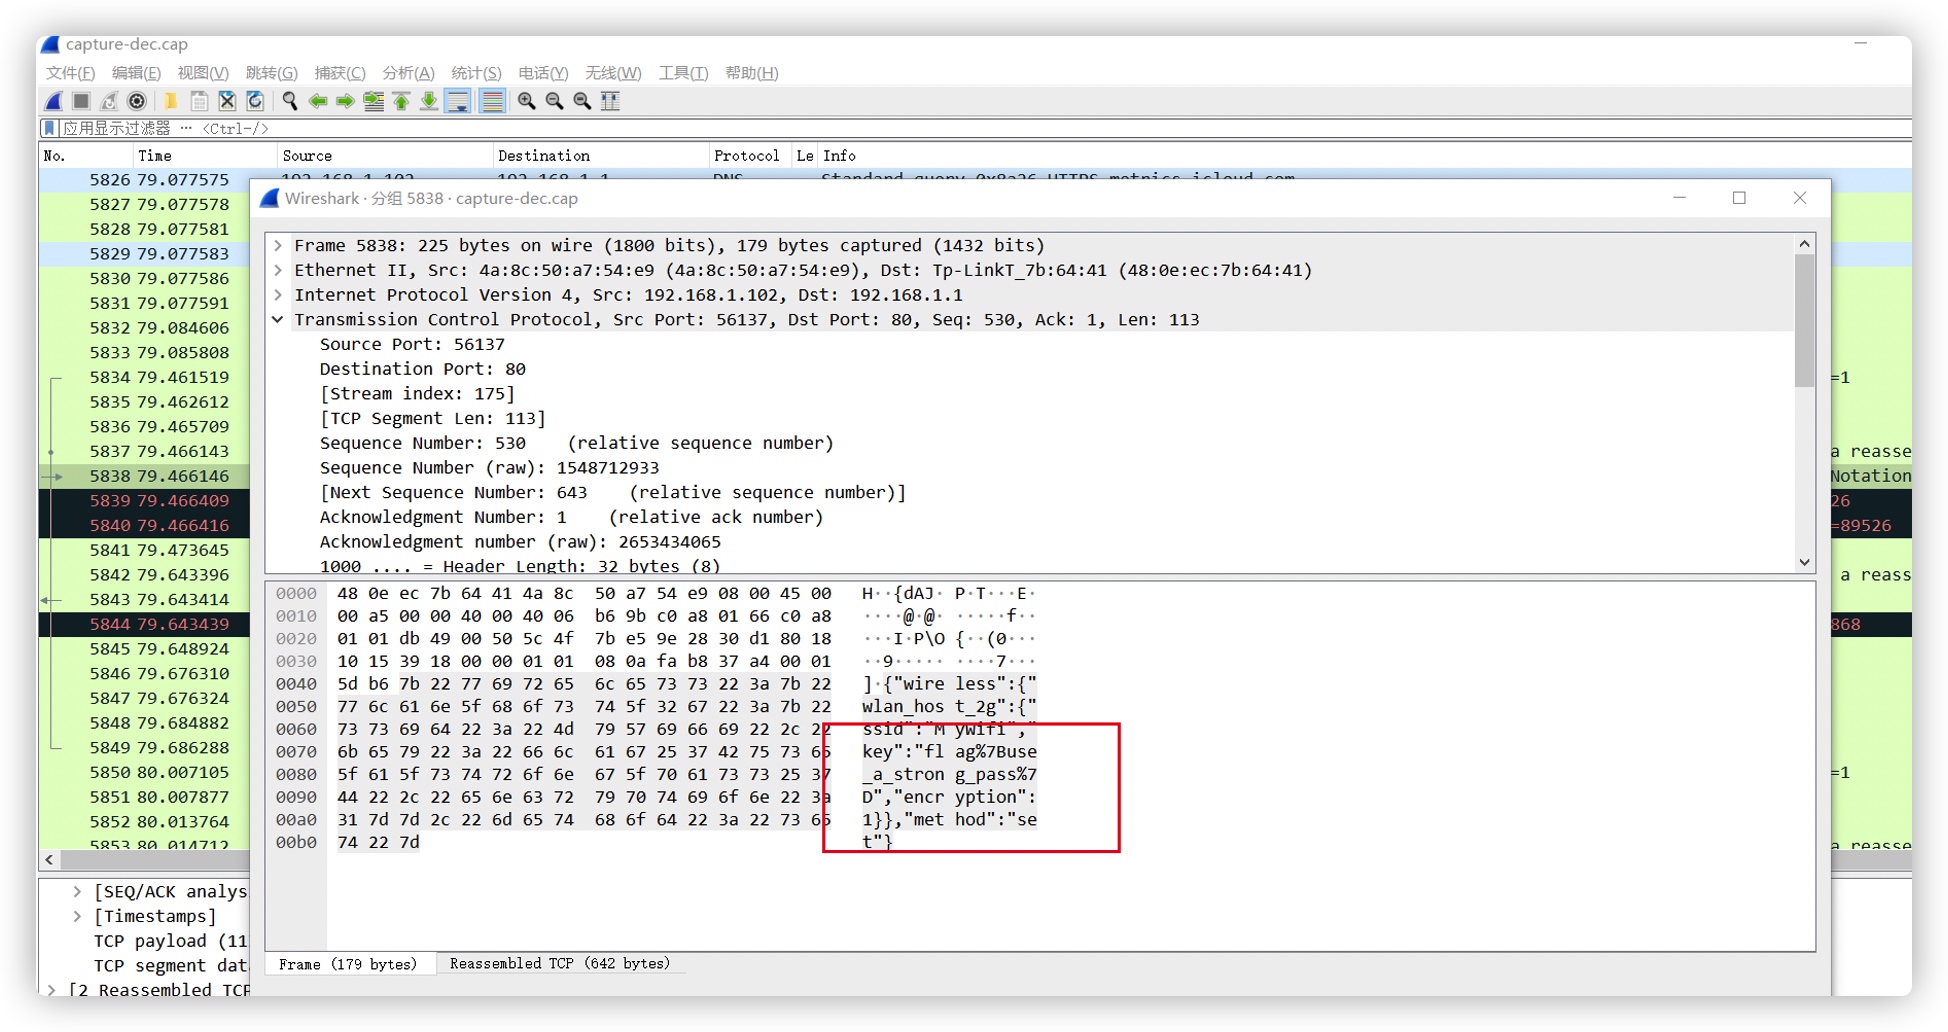 capture-dec.cap
文件(F) 编辑(E) 视图(V) 跳转(G) 捕获(C) 分析(A) 统计(S) 电话(Y) 无线(W) 工具(T) 帮助(H)
应用显示过滤器 … <Ctrl-/>
No. Time Source Destination Protocol Le Info
5826 79.077575 192.168.1.102 192.168.1.1 DNS Standard query 0x8a26 HTTPS metrics.icloud.com
5827 79.077578
5828 79.077581
5829 79.077583
5830 79.077586
5831 79.077591
5832 79.084606
5833 79.085808
5834 79.461519 =1
5835 79.462612
5836 79.465709
5837 79.466143 a reasse
5838 79.466146 Notation
5839 79.466409 26
5840 79.466416 =89526
5841 79.473645
5842 79.643396 a reass
5843 79.643414
5844 79.643439 868
5845 79.648924
5846 79.676310
5847 79.676324
5848 79.684882
5849 79.686288
5850 80.007105 =1
5851 80.007877
5852 80.013764
5853 80.014712 a reasse
[SEQ/ACK analys
[Timestamps]
TCP payload (11
TCP segment dat
[2 Reassembled TCP
Wireshark · 分组 5838 · capture-dec.cap
Frame 5838: 225 bytes on wire (1800 bits), 179 bytes captured (1432 bits)
Ethernet II, Src: 4a:8c:50:a7:54:e9 (4a:8c:50:a7:54:e9), Dst: Tp-LinkT_7b:64:41 (48:0e:ec:7b:64:41)
Internet Protocol Version 4, Src: 192.168.1.102, Dst: 192.168.1.1
Transmission Control Protocol, Src Port: 56137, Dst Port: 80, Seq: 530, Ack: 1, Len: 113
Source Port: 56137
Destination Port: 80
[Stream index: 175]
[TCP Segment Len: 113]
Sequence Number: 530 (relative sequence number)
Sequence Number (raw): 1548712933
[Next Sequence Number: 643 (relative sequence number)]
Acknowledgment Number: 1 (relative ack number)
Acknowledgment number (raw): 2653434065
1000 .... = Header Length: 32 bytes (8)
0000 48 0e ec 7b 64 41 4a 8c 50 a7 54 e9 08 00 45 00 H··{dAJ· P·T···E·
0010 00 a5 00 00 40 00 40 06 b6 9b c0 a8 01 66 c0 a8 ····@·@· ·····f··
0020 01 01 db 49 00 50 5c 4f 7b e5 9e 28 30 d1 80 18 ···I·P\O {··(0···
0030 10 15 39 18 00 00 01 01 08 0a fa b8 37 a4 00 01 ··9····· ····7···
0040 5d b6 7b 22 77 69 72 65 6c 65 73 73 22 3a 7b 22 ]·{"wire less":{"
0050 77 6c 61 6e 5f 68 6f 73 74 5f 32 67 22 3a 7b 22 wlan_hos t_2g":{"
0060 73 73 69 64 22 3a 22 4d 79 57 69 66 69 22 2c 22 ssid":"M yWifi","
0070 6b 65 79 22 3a 22 66 6c 61 67 25 37 42 75 73 65 key":"fl ag%7Buse
0080 5f 61 5f 73 74 72 6f 6e 67 5f 70 61 73 73 25 37 _a_stron g_pass%7
0090 44 22 2c 22 65 6e 63 72 79 70 74 69 6f 6e 22 3a D","encr yption":
00a0 31 7d 7d 2c 22 6d 65 74 68 6f 64 22 3a 22 73 65 1}},"met hod":"se
00b0 74 22 7d t"}
Frame (179 bytes) Reassembled TCP (642 bytes)